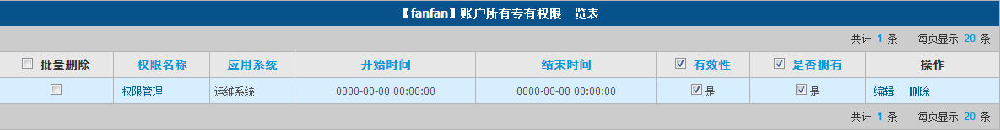 【fanfan】账户所有专有权限一览表
共计 1 条 每页显示 20 条
批量删除 权限名称 应用系统 开始时间 结束时间 有效性 是否拥有 操作
权限管理 运维系统 0000-00-00 00:00:00 0000-00-00 00:00:00 是 是 编辑 删除
共计 1 条 每页显示 20 条